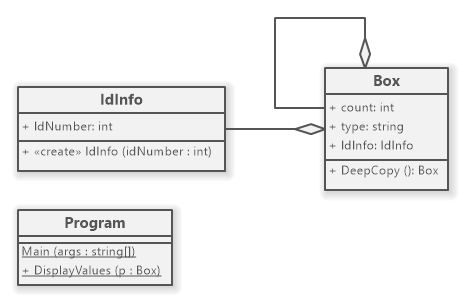 IdInfo
+ IdNumber: int
+ «create» IdInfo (idNumber : int)
Box
+ count: int
+ type: string
+ IdInfo: IdInfo
+ DeepCopy (): Box
Program
Main (args : string[])
+ DisplayValues (p : Box)